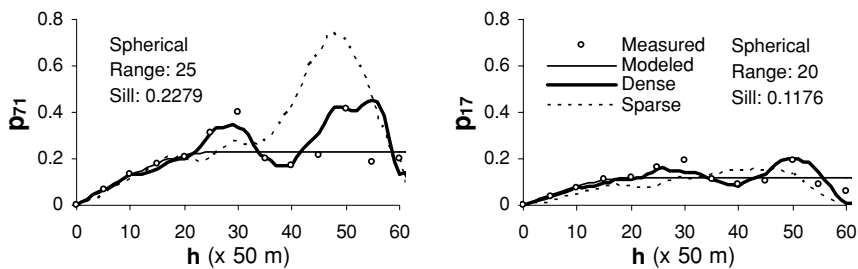 0.8
0.6
0.4
0.2
0
p71
Spherical
Range: 25
Sill: 0.2279
0 10 20 30 40 50 60
h (x 50 m)
0.8
0.6
0.4
0.2
0
p17
Measured
Modeled
Dense
Sparse
Spherical
Range: 20
Sill: 0.1176
0 10 20 30 40 50 60
h (x 50 m)